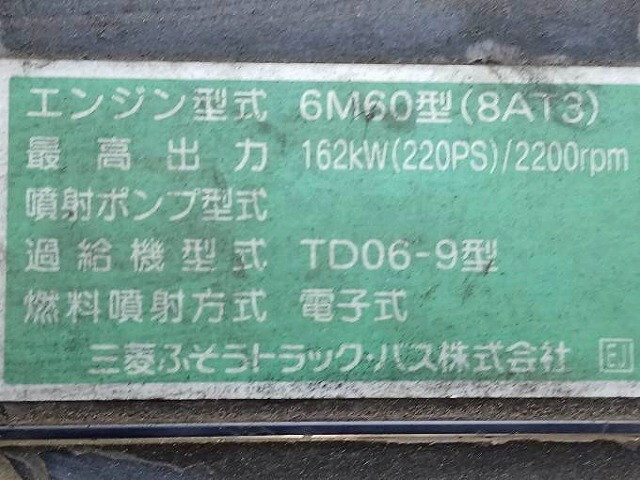 エンジン型式 6M60型(8AT3)
最高出力 162kW(220PS)/2200rpm
噴射ポンプ型式
過給機型式 TD06-9型
燃料噴射方式 電子式
三菱ふそうトラック・バス株式会社 EJ